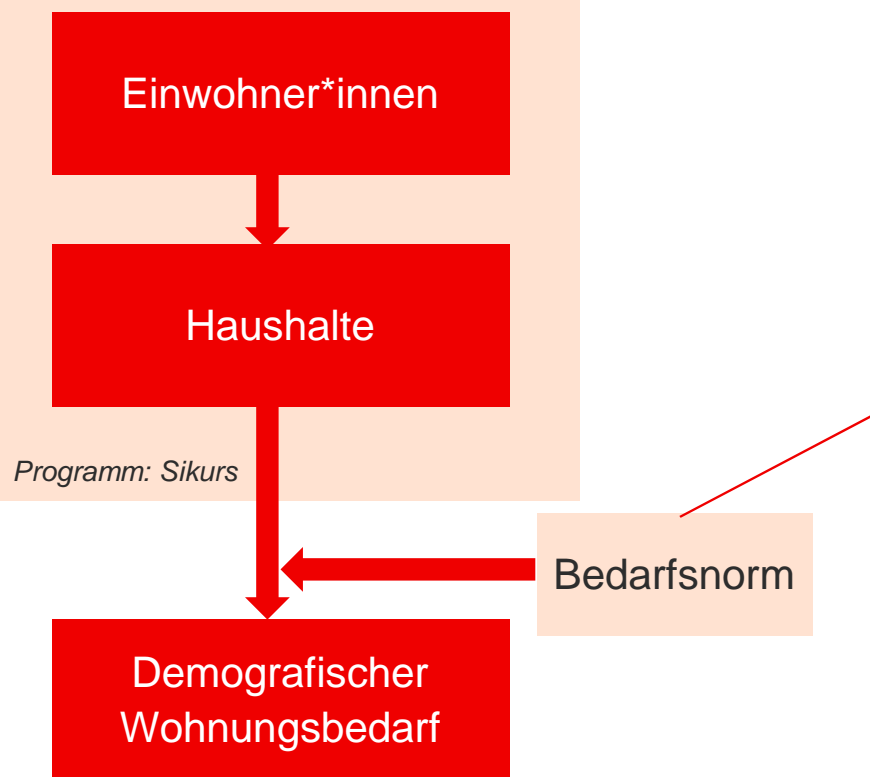 Einwohner*innen
Haushalte
Programm: Sikurs
Bedarfsnorm
Demografischer
Wohnungsbedarf